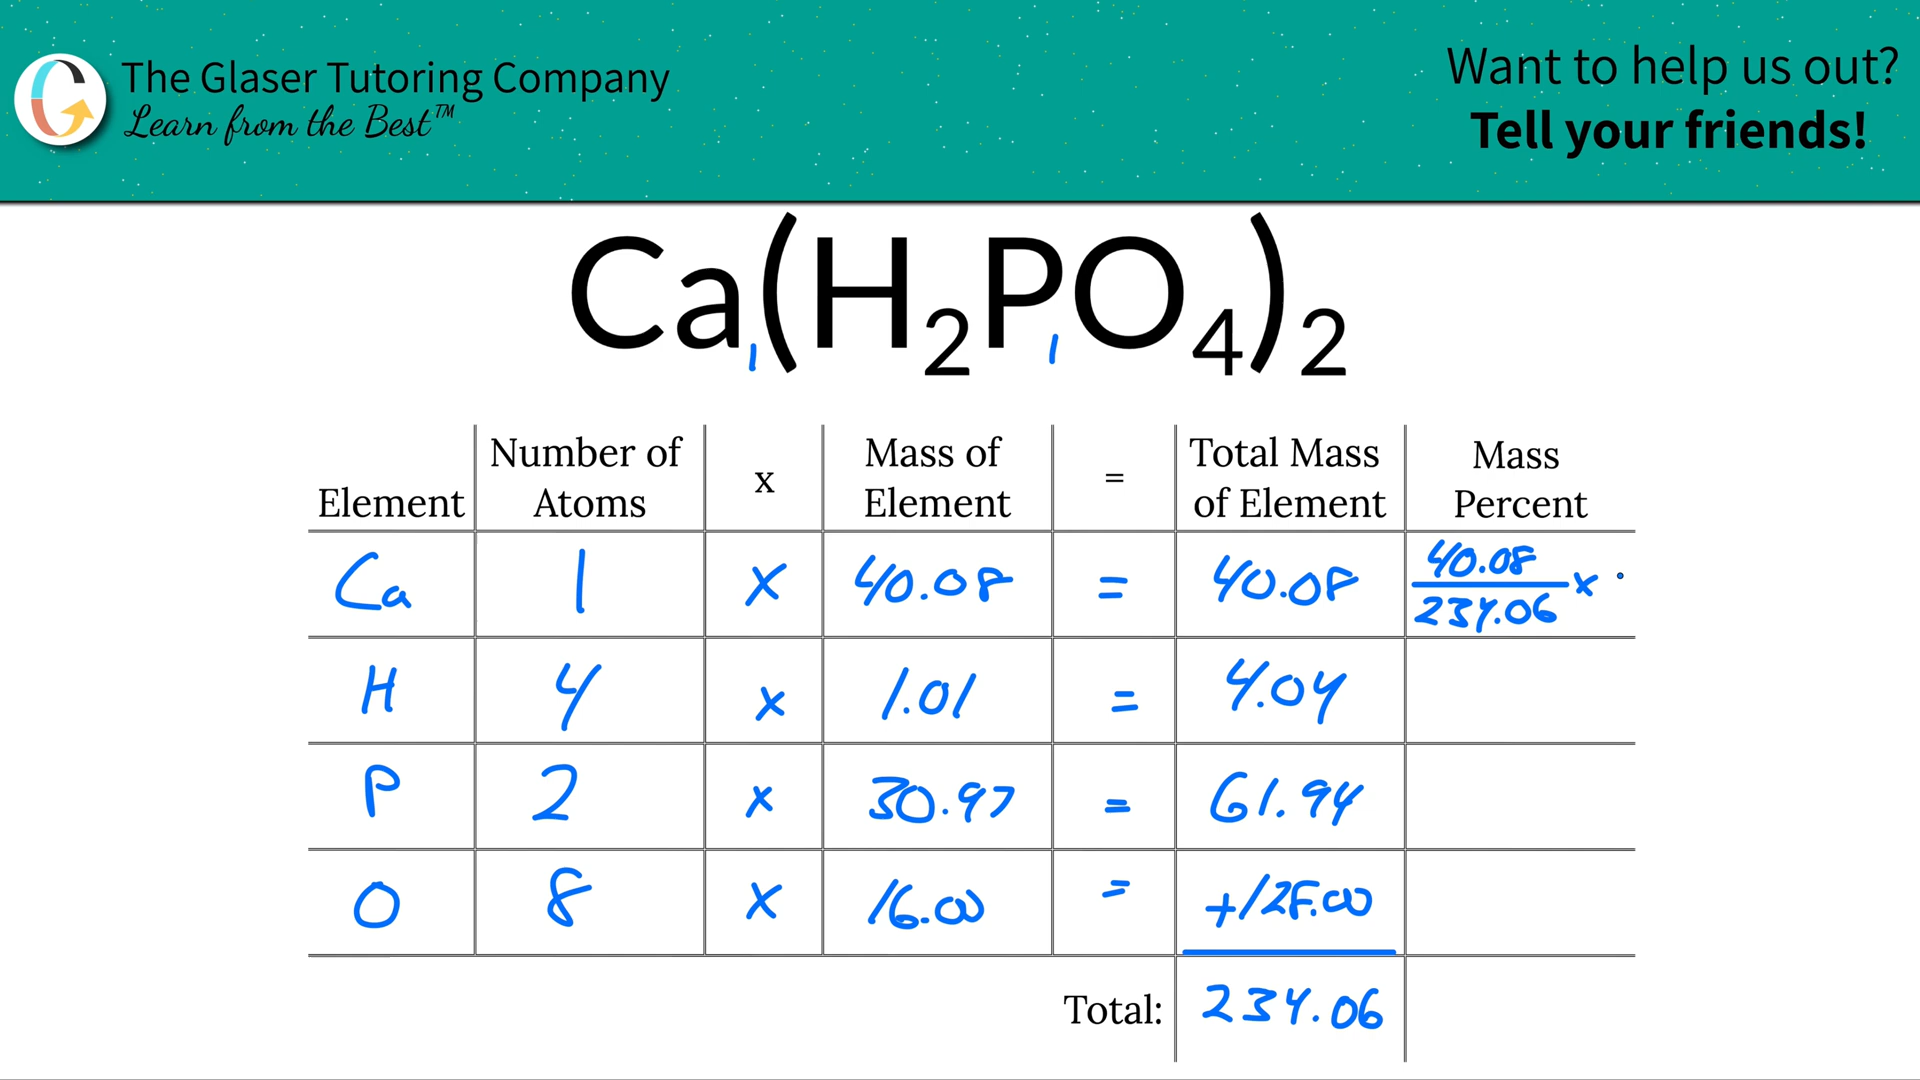 The Glaser Tutoring Company
Learn from the Best™
Want to help us out?
Tell your friends!
Ca₁(H₂P₁O₄)₂
Element Number of Atoms x Mass of Element = Total Mass of Element Mass Percent
Ca 1 x 40.08 = 40.08 40.08/234.06 x
H 4 x 1.01 = 4.04
P 2 x 30.97 = 61.94
O 8 x 16.00 = +128.00
Total: 234.06